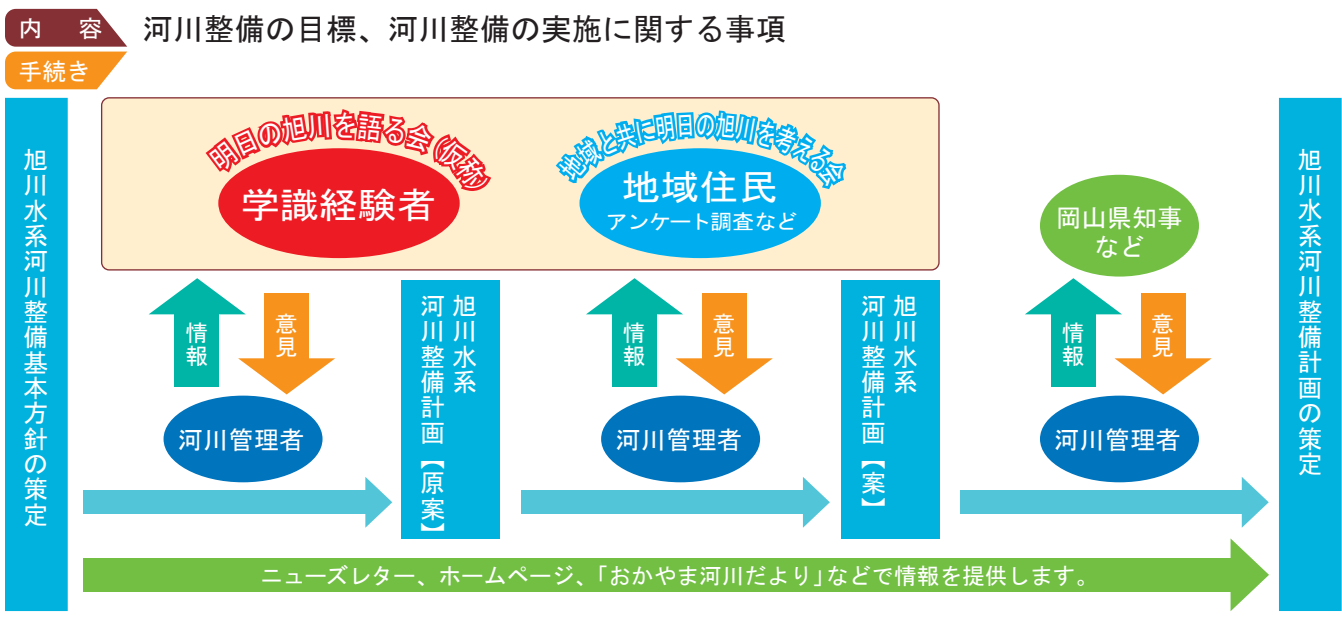 内　容
河川整備の目標、河川整備の実施に関する事項
手続き
旭川水系河川整備基本方針の策定
明日の旭川を語る会(仮称)
学識経験者
地域と共に明日の旭川を考える会
地域住民
アンケート調査など
情報
意見
河川管理者
旭川水系
河川整備計画【原案】
情報
意見
河川管理者
旭川水系
河川整備計画【案】
岡山県知事
など
情報
意見
河川管理者
旭川水系河川整備計画の策定
ニューズレター、ホームページ、「おかやま河川だより」などで情報を提供します。